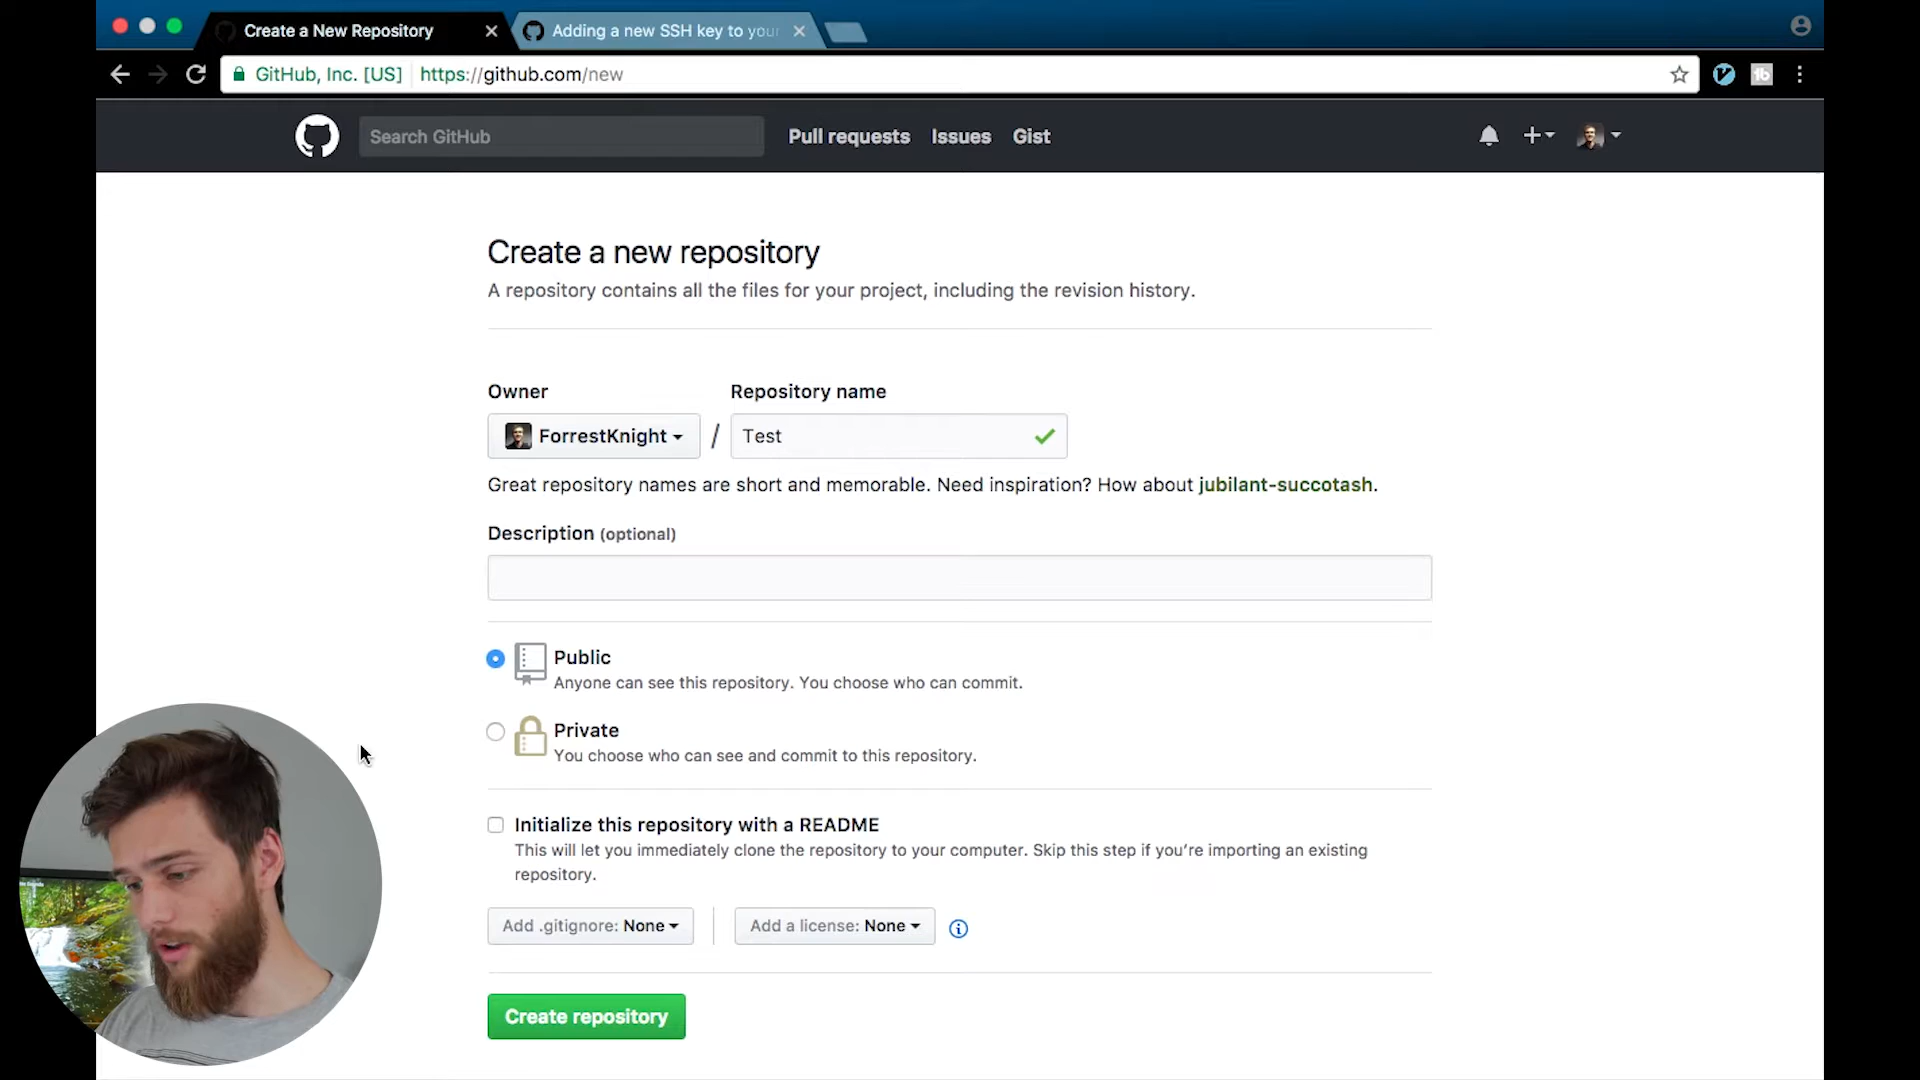 Create a New Repository
Adding a new SSH key to your
GitHub, Inc. [US] https://github.com/new
Search GitHub
Pull requests Issues Gist
Create a new repository
A repository contains all the files for your project, including the revision history.
Owner Repository name
ForrestKnight / Test
Great repository names are short and memorable. Need inspiration? How about jubilant-succotash.
Description (optional)
Public
Anyone can see this repository. You choose who can commit.
Private
You choose who can see and commit to this repository.
Initialize this repository with a README
This will let you immediately clone the repository to your computer. Skip this step if you’re importing an existing
repository.
Add .gitignore: None Add a license: None
Create repository